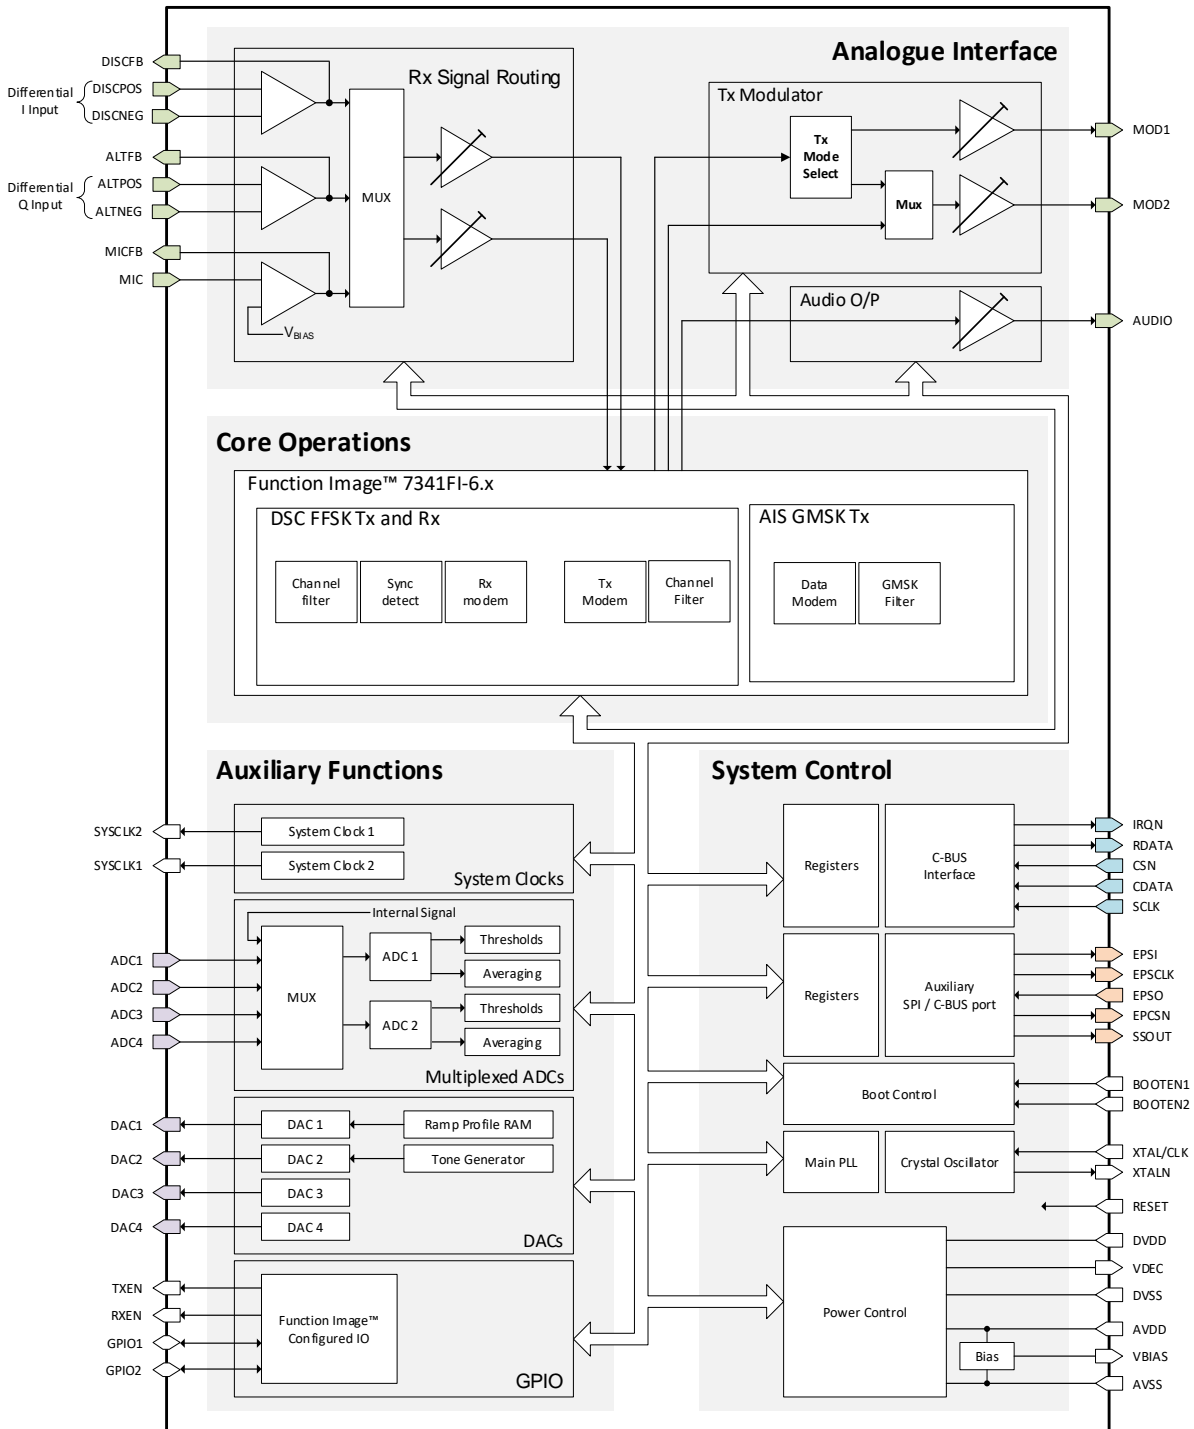 Analogue Interface
DISCFB
Differential
I Input
DISCPOS
DISCNEG
ALTFB
Differential
Q Input
ALTPOS
ALTNEG
MICFB
MIC
Rx Signal Routing
MUX
VBIAS
Tx Modulator
Tx
Mode
Select
Mux
MOD1
MOD2
Audio O/P
AUDIO
Core Operations
Function Image™ 7341FI-6.x
DSC FFSK Tx and Rx
Channel
filter
Sync
detect
Rx
modem
Tx
Modem
Channel
Filter
AIS GMSK Tx
Data
Modem
GMSK
Filter
Auxiliary Functions
SYSCLK2
SYSCLK1
System Clock 1
System Clock 2
System Clocks
Internal Signal
ADC1
ADC2
ADC3
ADC4
MUX
ADC 1
ADC 2
Thresholds
Averaging
Thresholds
Averaging
Multiplexed ADCs
DAC1
DAC2
DAC3
DAC4
DAC 1
Ramp Profile RAM
DAC 2
Tone Generator
DAC 3
DAC 4
DACs
TXEN
RXEN
GPIO1
GPIO2
Function Image™
Configured IO
GPIO
System Control
Registers
C-BUS
Interface
IRQN
RDATA
CSN
CDATA
SCLK
Registers
Auxiliary
SPI / C-BUS port
EPSI
EPSCLK
EPSO
EPCSN
SSOUT
Boot Control
BOOTEN1
BOOTEN2
Main PLL
Crystal Oscillator
XTAL/CLK
XTALN
RESET
Power Control
Bias
DVDD
VDEC
DVSS
AVDD
VBIAS
AVSS